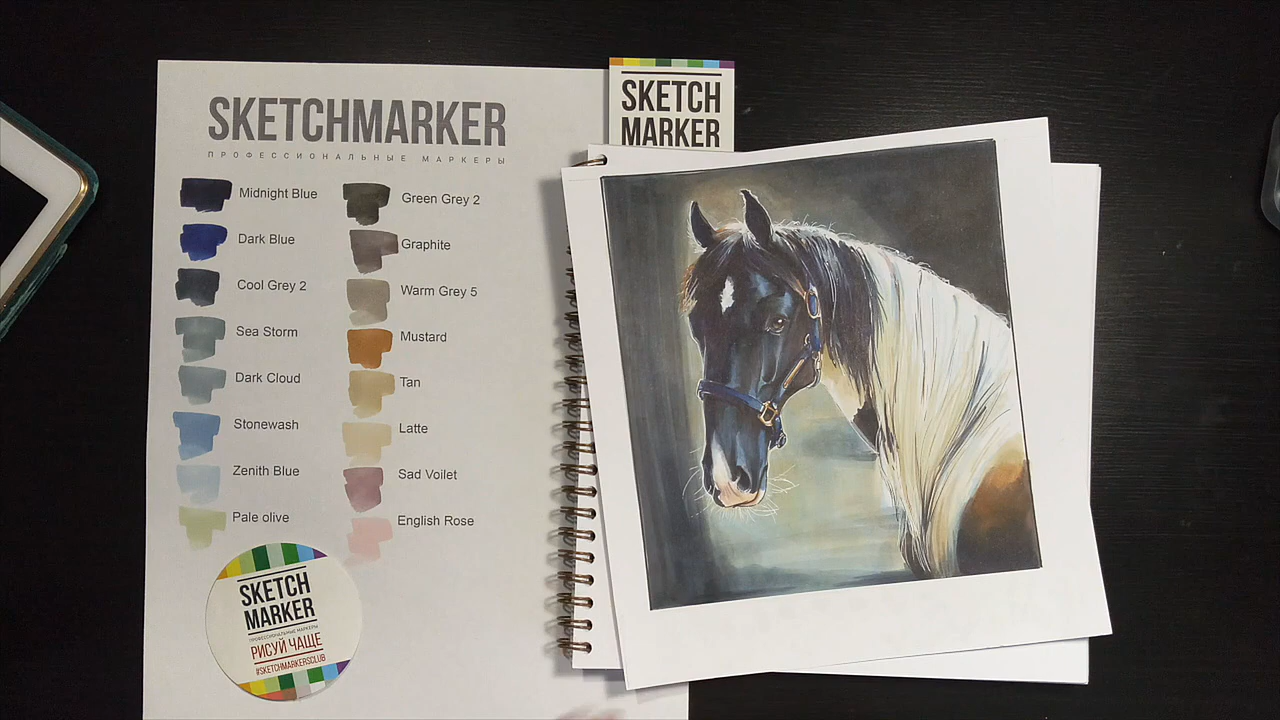 SKETCHMARKER
ПРОФЕССИОНАЛЬНЫЕ МАРКЕРЫ
Midnight Blue
Dark Blue
Cool Grey 2
Sea Storm
Dark Cloud
Stonewash
Zenith Blue
Pale olive
Green Grey 2
Graphite
Warm Grey 5
Mustard
Tan
Latte
Sad Voilet
English Rose
SKETCH
MARKER
SKETCH
MARKER
ПРОФЕССИОНАЛЬНЫЕ МАРКЕРЫ
РИСУЙ ЧАЩЕ
#SKETCHMARKERSCLUB